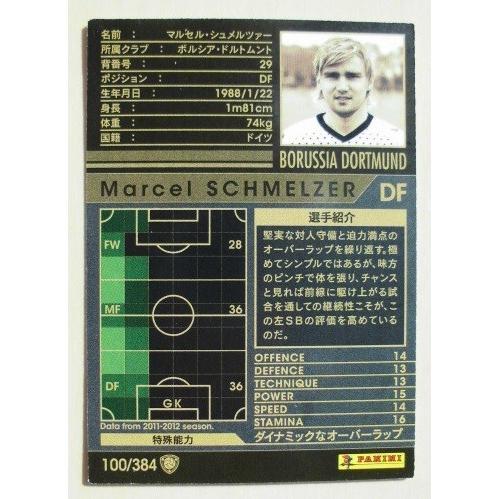 名前 ： マルセル・シュメルツァー
所属クラブ ： ボルシア・ドルトムント
背番号 ： 29
ポジション ： DF
生年月日 ： 1988/1/22
身長 ： 1m81cm
体重 ： 74kg
国籍 ： ドイツ
BORUSSIA DORTMUND
Marcel SCHMELZER DF
FW 28
MF 36
DF 36
GK
Data from 2011-2012 season.
特殊能力
選手紹介
堅実な対人守備と迫力満点の
オーバーラップを繰り返す。極
めてシンプルではあるが、味方
のピンチで体を張り、チャンス
と見れば前線に駆け上がる試
合を通しての継続性こそが、こ
の左SBの評価を高めている
のだ。
OFFENCE 14
DEFENCE 13
TECHNIQUE 13
POWER 15
SPEED 14
STAMINA 16
ダイナミックなオーバーラップ
100/384
PANINI